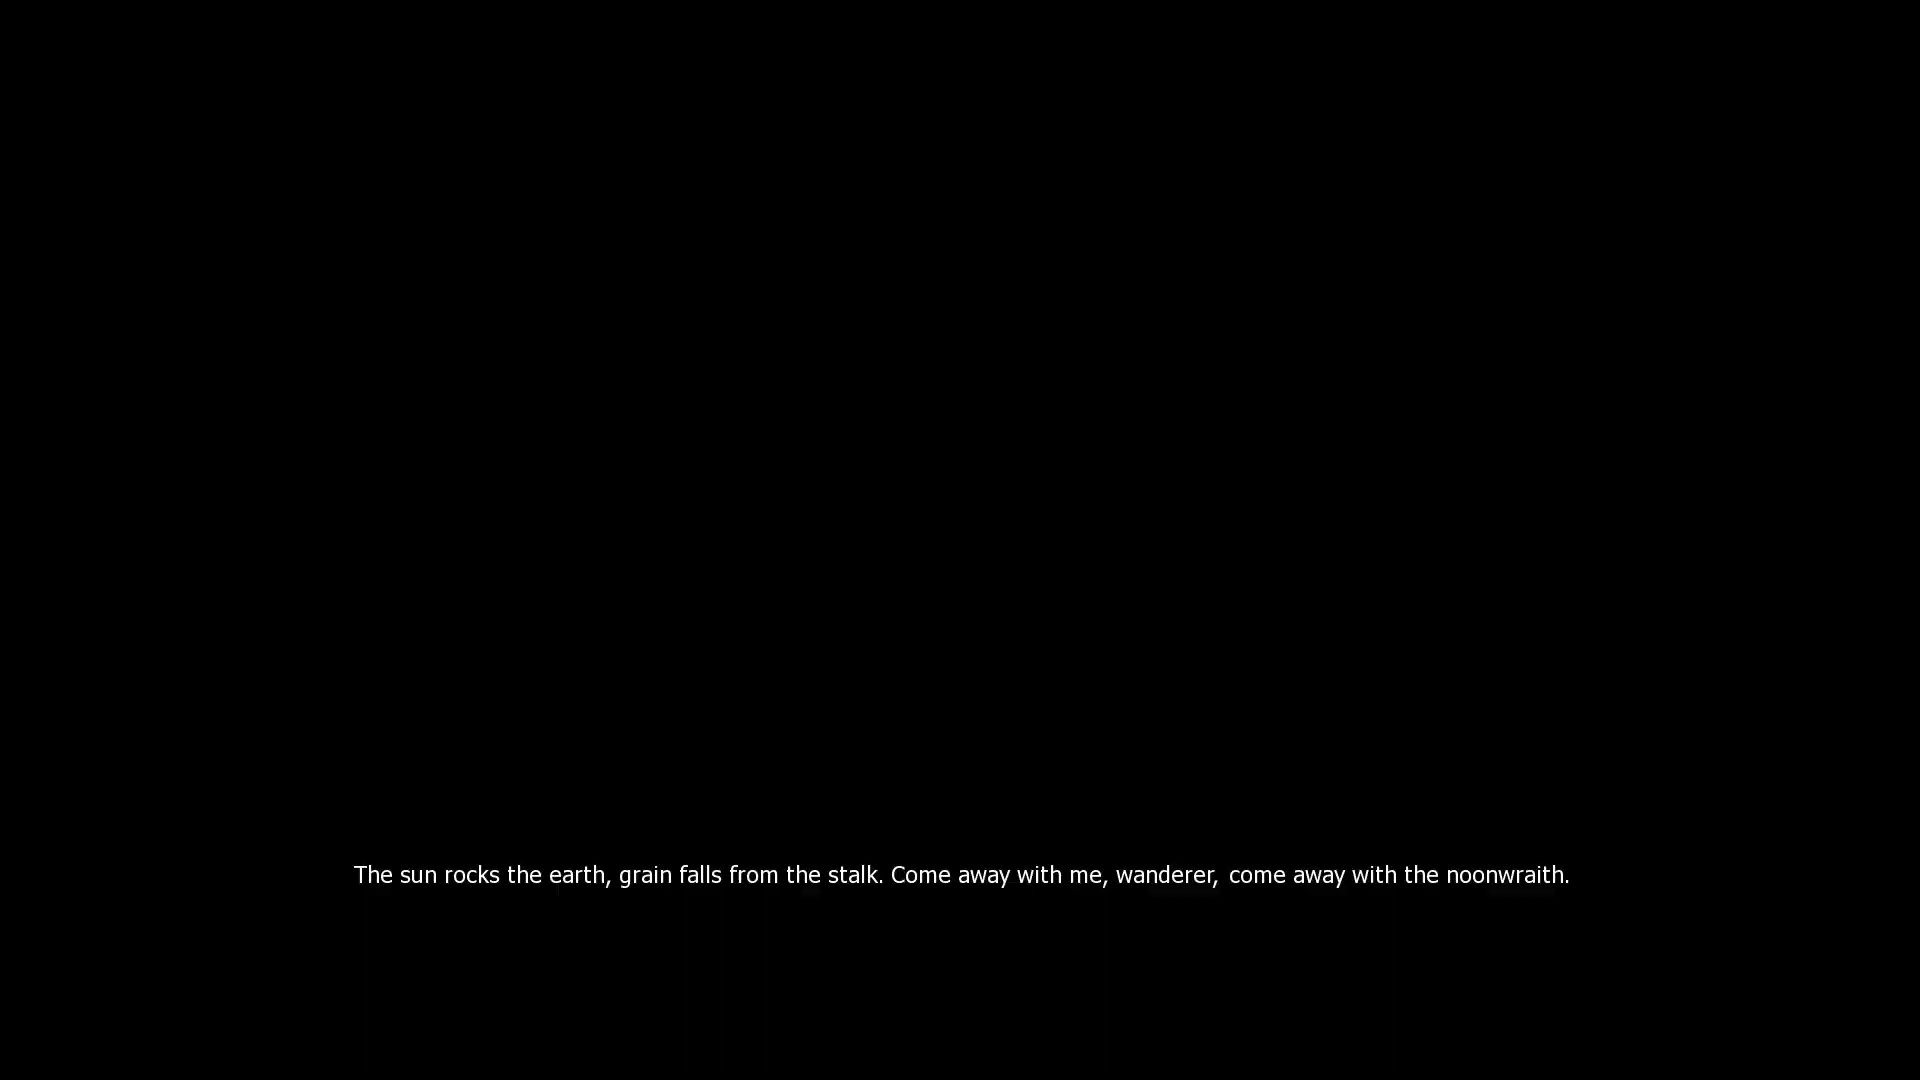 The sun rocks the earth, grain falls from the stalk. Come away with me, wanderer, come away with the noonwraith.